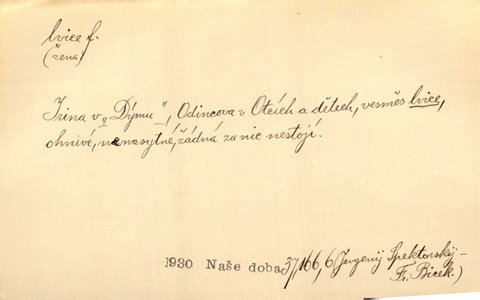 lvice f.
(žena)
Irina v „Dýmu", Odincova v Otcích a dětech, vesměs lvice,
ohnivé, nenasytné, žádná za nic nestojí.
1930 Naše doba 37, 166, 6 (Jevgenij Spektorskij-
Fr. Bicek.)